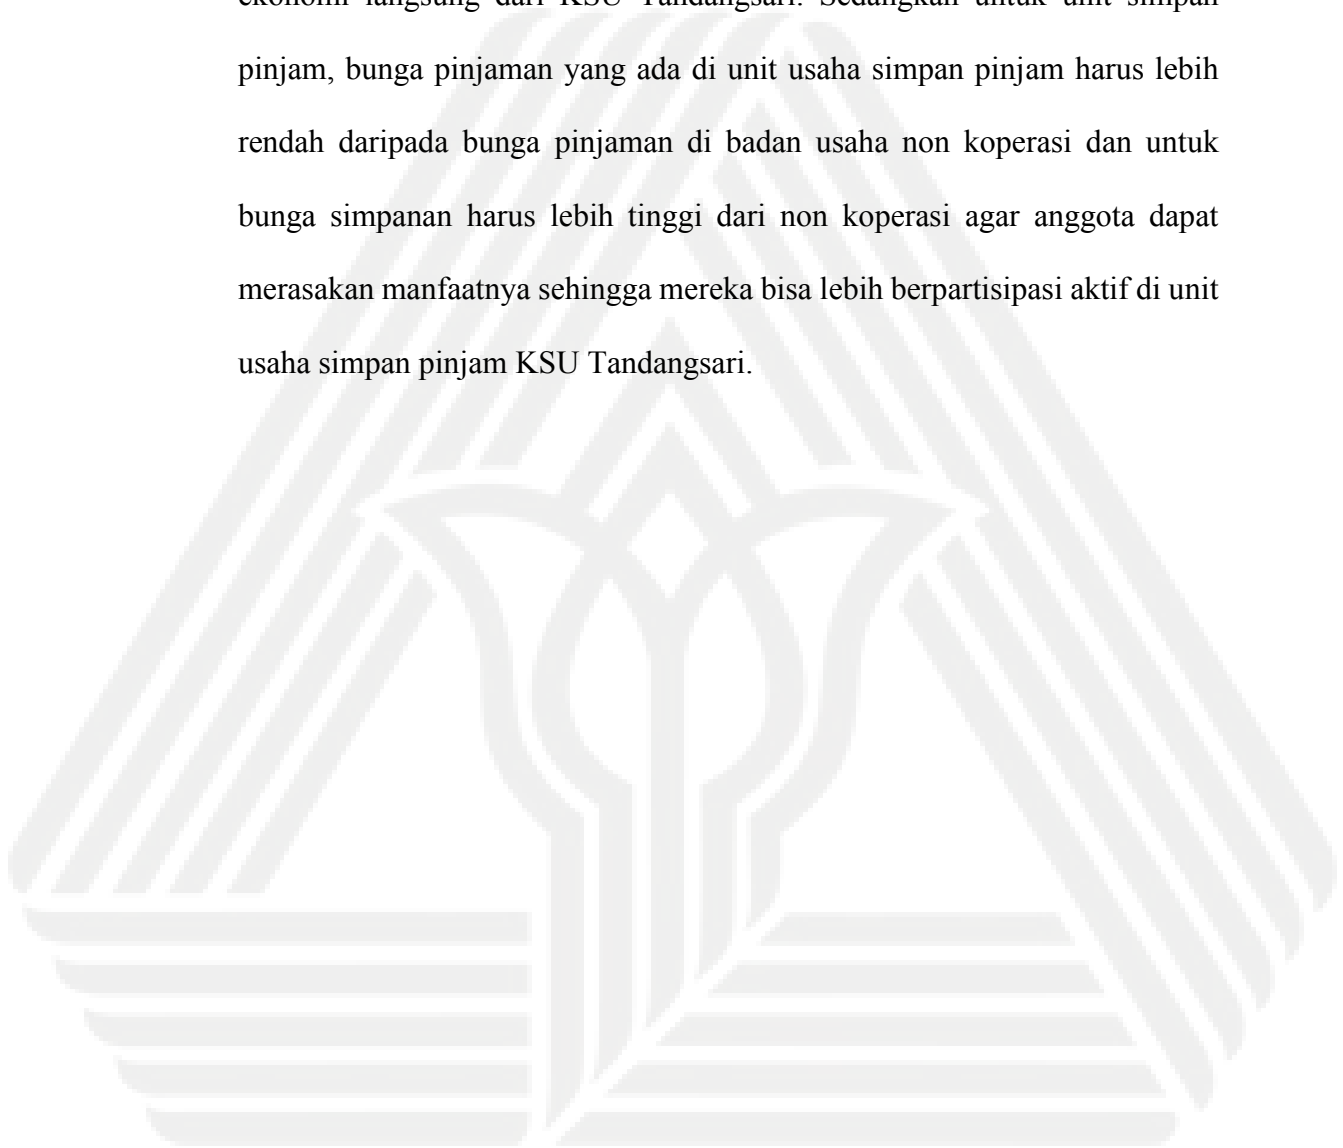 ekonomi langsung dari KSU Tandangsari. Sedangkan untuk unit simpan
pinjam, bunga pinjaman yang ada di unit usaha simpan pinjam harus lebih
rendah daripada bunga pinjaman di badan usaha non koperasi dan untuk
bunga simpanan harus lebih tinggi dari non koperasi agar anggota dapat
merasakan manfaatnya sehingga mereka bisa lebih berpartisipasi aktif di unit
usaha simpan pinjam KSU Tandangsari.